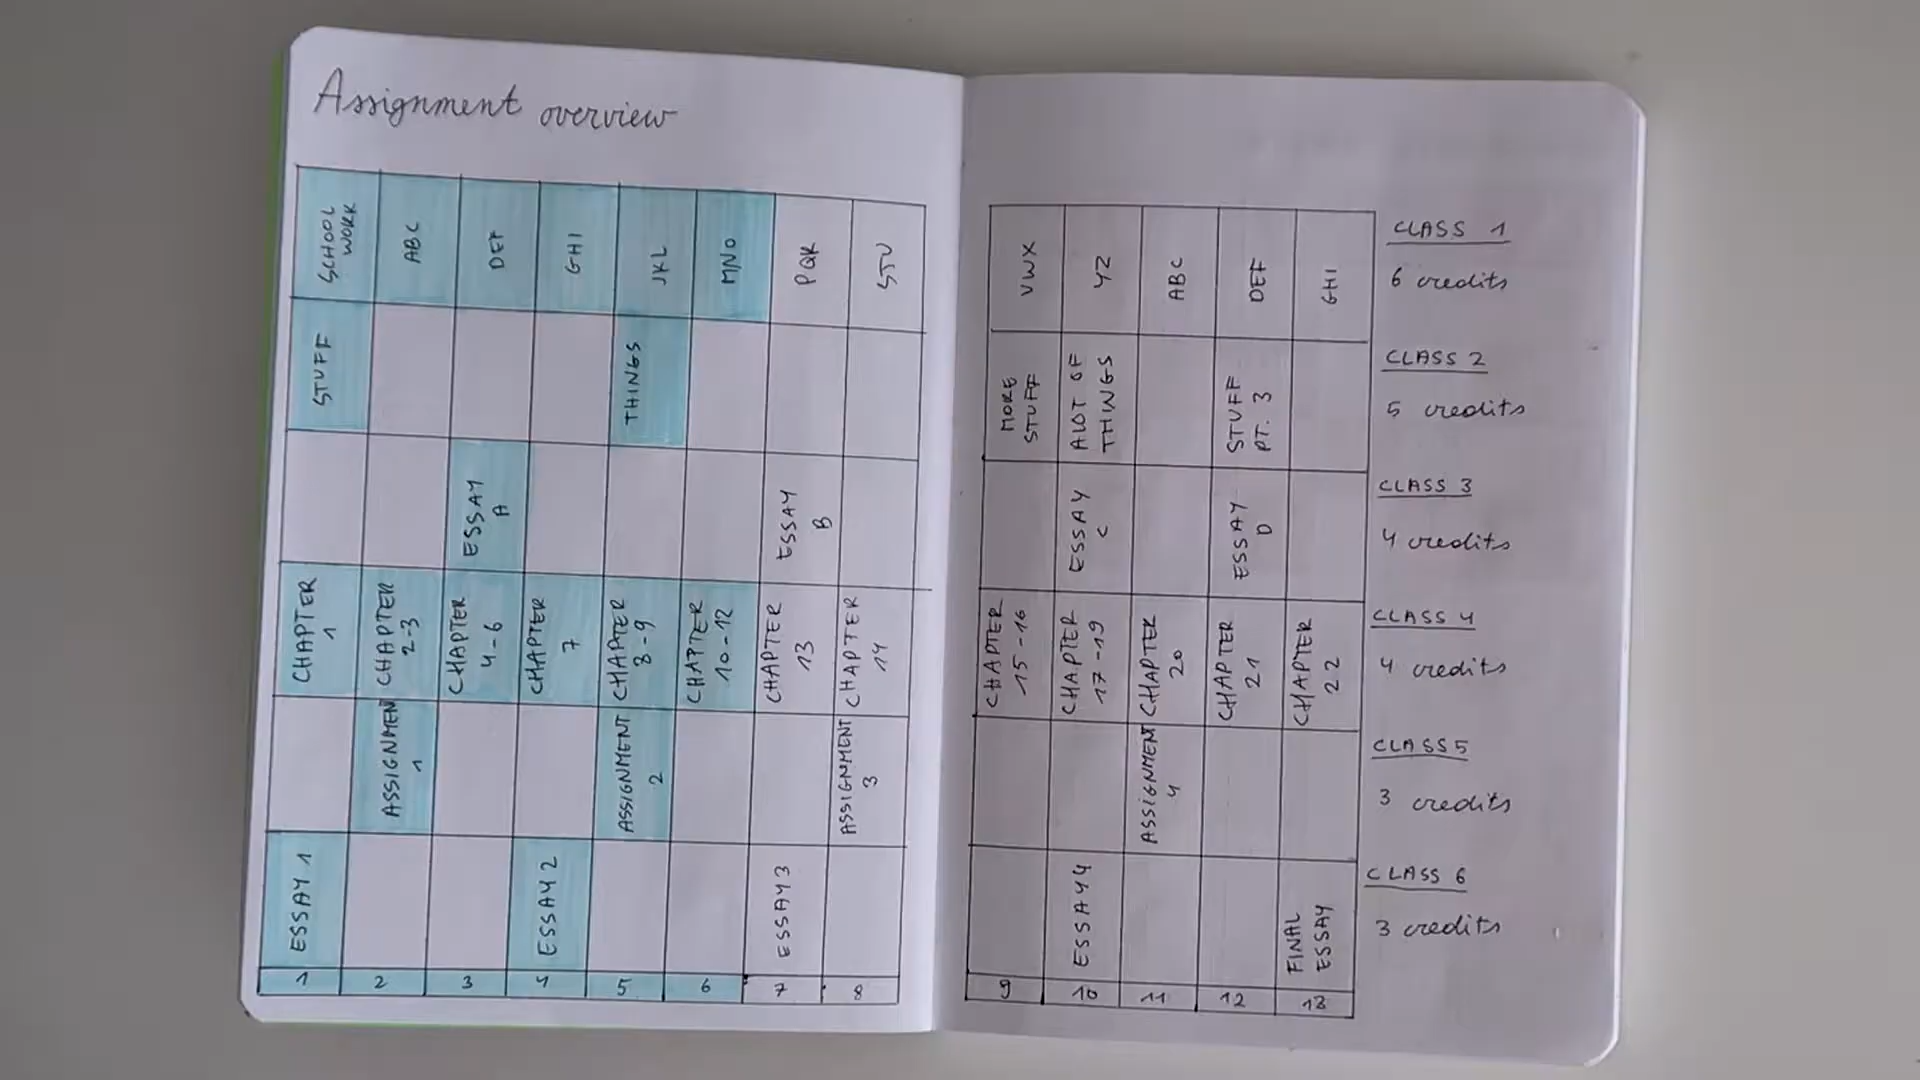 Assignment overview
SCHOOL
WORK
ABC
DEF
GHI
JKL
MNO
PQR
STU
STUFF
THINGS
ESSAY
A
ESSAY
B
CHAPTER
1
CHAPTER
2-3
CHAPTER
4-6
CHAPTER
7
CHAPTER
8-9
CHAPTER
10-12
CHAPTER
13
CHAPTER
14
ASSIGNMENT
1
ASSIGNMENT
2
ASSIGNMENT
3
ESSAY 1
ESSAY 2
ESSAY 3
1
2
3
4
5
6
7
8
VWX
YZ
ABC
DEF
GHI
MORE
STUFF
ALOT OF
THINGS
STUFF
PT. 3
ESSAY
C
ESSAY
D
CHAPTER
15-16
CHAPTER
17-19
CHAPTER
20
CHAPTER
21
CHAPTER
22
ASSIGNMENT
4
ESSAY 4
FINAL
ESSAY
9
10
11
12
13
CLASS 1
6 credits
CLASS 2
5 credits
CLASS 3
4 credits
CLASS 4
4 credits
CLASS 5
3 credits
CLASS 6
3 credits